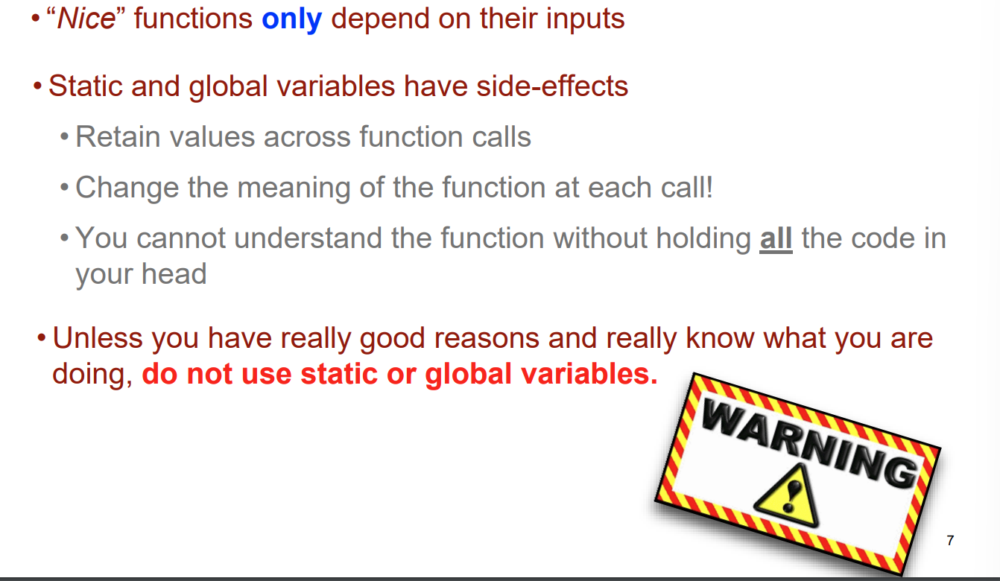 • “Nice” functions only depend on their inputs
• Static and global variables have side-effects
• Retain values across function calls
• Change the meaning of the function at each call!
• You cannot understand the function without holding all the code in
your head
• Unless you have really good reasons and really know what you are
doing, do not use static or global variables.
WARNING
!
7